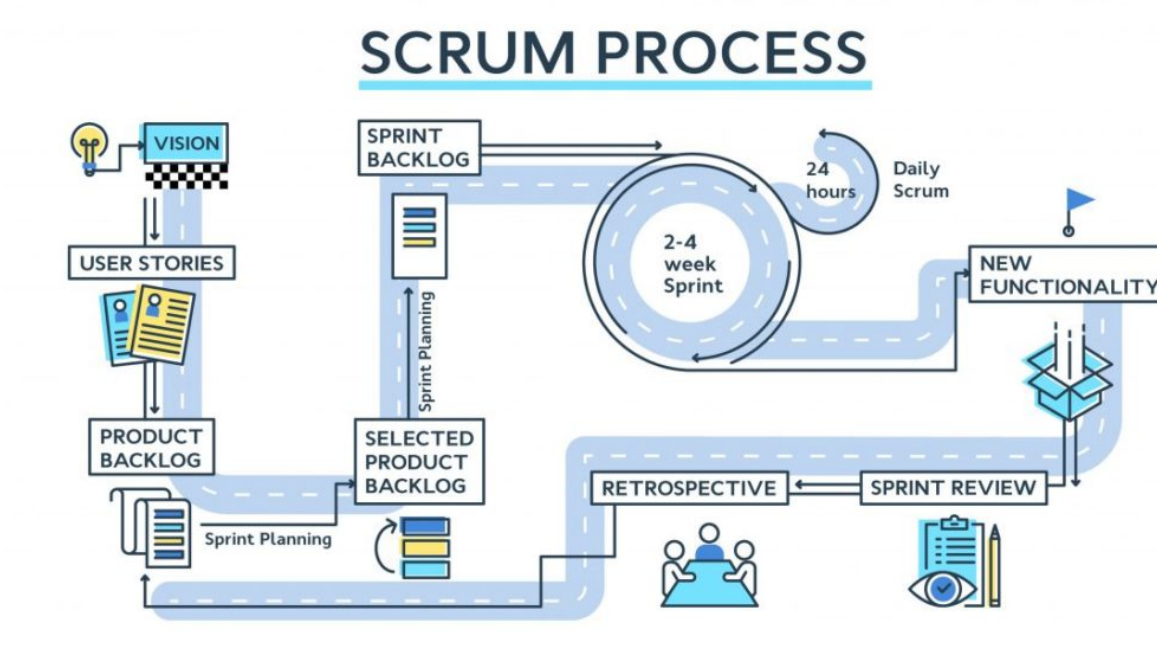 SCRUM PROCESS
VISION
USER STORIES
PRODUCT
BACKLOG
Sprint Planning
SELECTED
PRODUCT
BACKLOG
Sprint Planning
SPRINT
BACKLOG
2-4
week
Sprint
24
hours
Daily
Scrum
NEW
FUNCTIONALITY
SPRINT REVIEW
RETROSPECTIVE